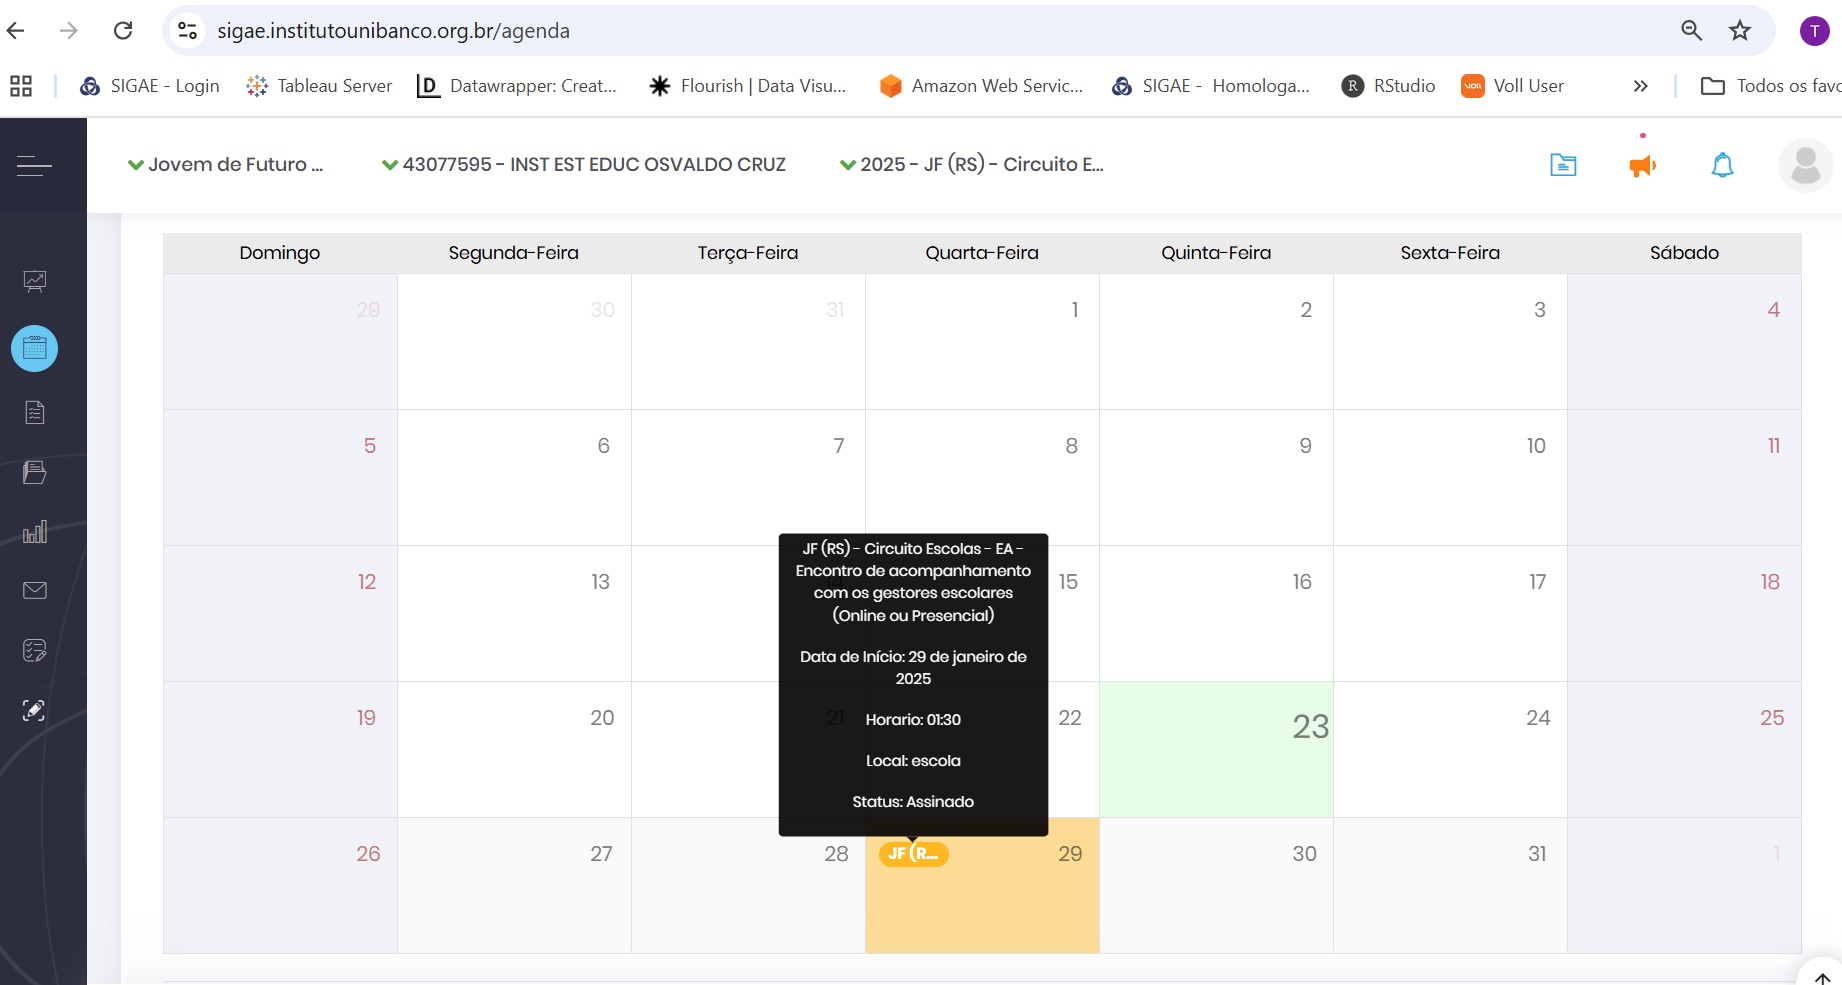 sigae.institutounibanco.org.br/agenda
T
SIGAE - Login
Tableau Server
Datawrapper: Creat...
Flourish | Data Visu...
Amazon Web Servic...
SIGAE - Homologa...
R
RStudio
VOLL
Voll User
Todos os favo
Jovem de Futuro ...
43077595 - INST EST EDUC OSVALDO CRUZ
2025 - JF (RS) - Circuito E...
Domingo
Segunda-Feira
Terça-Feira
Quarta-Feira
Quinta-Feira
Sexta-Feira
Sábado
29
30
31
1
2
3
4
5
6
7
8
9
10
11
12
13
14
15
16
17
18
19
20
21
22
23
24
25
26
27
28
JF (R...
29
30
31
1
JF (RS) - Circuito Escolas - EA -
Encontro de acompanhamento
com os gestores escolares
(Online ou Presencial)
Data de Início: 29 de janeiro de
2025
Horario: 01:30
Local: escola
Status: Assinado